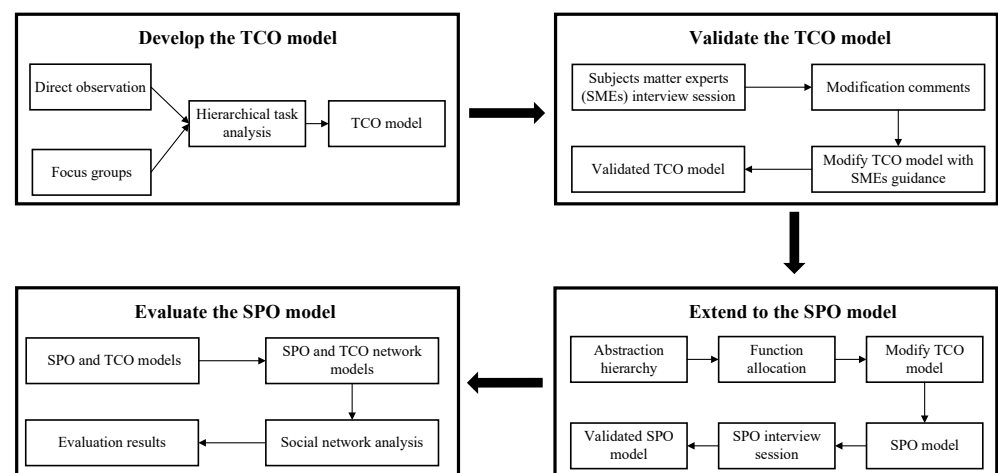 Develop the TCO model
Direct observation
Focus groups
Hierarchical task
analysis
TCO model
Validate the TCO model
Subjects matter experts
(SMEs) interview session
Modification comments
Validated TCO model
Modify TCO model with
SMEs guidance
Evaluate the SPO model
SPO and TCO models
SPO and TCO network
models
Evaluation results
Social network analysis
Extend to the SPO model
Abstraction
hierarchy
Function
allocation
Modify TCO
model
Validated SPO
model
SPO interview
session
SPO model